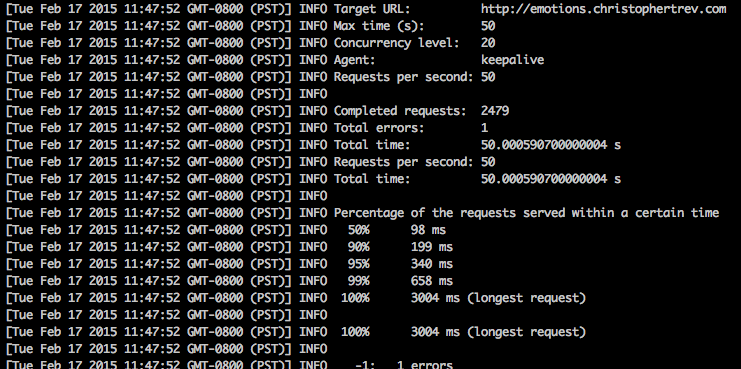 [Tue Feb 17 2015 11:47:52 GMT-0800 (PST)] INFO Target URL: http://emotions.christophertrev.com
[Tue Feb 17 2015 11:47:52 GMT-0800 (PST)] INFO Max time (s): 50
[Tue Feb 17 2015 11:47:52 GMT-0800 (PST)] INFO Concurrency level: 20
[Tue Feb 17 2015 11:47:52 GMT-0800 (PST)] INFO Agent: keepalive
[Tue Feb 17 2015 11:47:52 GMT-0800 (PST)] INFO Requests per second: 50
[Tue Feb 17 2015 11:47:52 GMT-0800 (PST)] INFO
[Tue Feb 17 2015 11:47:52 GMT-0800 (PST)] INFO Completed requests: 2479
[Tue Feb 17 2015 11:47:52 GMT-0800 (PST)] INFO Total errors: 1
[Tue Feb 17 2015 11:47:52 GMT-0800 (PST)] INFO Total time: 50.000590700000004 s
[Tue Feb 17 2015 11:47:52 GMT-0800 (PST)] INFO Requests per second: 50
[Tue Feb 17 2015 11:47:52 GMT-0800 (PST)] INFO Total time: 50.000590700000004 s
[Tue Feb 17 2015 11:47:52 GMT-0800 (PST)] INFO
[Tue Feb 17 2015 11:47:52 GMT-0800 (PST)] INFO Percentage of the requests served within a certain time
[Tue Feb 17 2015 11:47:52 GMT-0800 (PST)] INFO 50% 98 ms
[Tue Feb 17 2015 11:47:52 GMT-0800 (PST)] INFO 90% 199 ms
[Tue Feb 17 2015 11:47:52 GMT-0800 (PST)] INFO 95% 340 ms
[Tue Feb 17 2015 11:47:52 GMT-0800 (PST)] INFO 99% 658 ms
[Tue Feb 17 2015 11:47:52 GMT-0800 (PST)] INFO 100% 3004 ms (longest request)
[Tue Feb 17 2015 11:47:52 GMT-0800 (PST)] INFO
[Tue Feb 17 2015 11:47:52 GMT-0800 (PST)] INFO 100% 3004 ms (longest request)
[Tue Feb 17 2015 11:47:52 GMT-0800 (PST)] INFO
[Tue Feb 17 2015 11:47:52 GMT-0800 (PST)] INFO -1: 1 errors